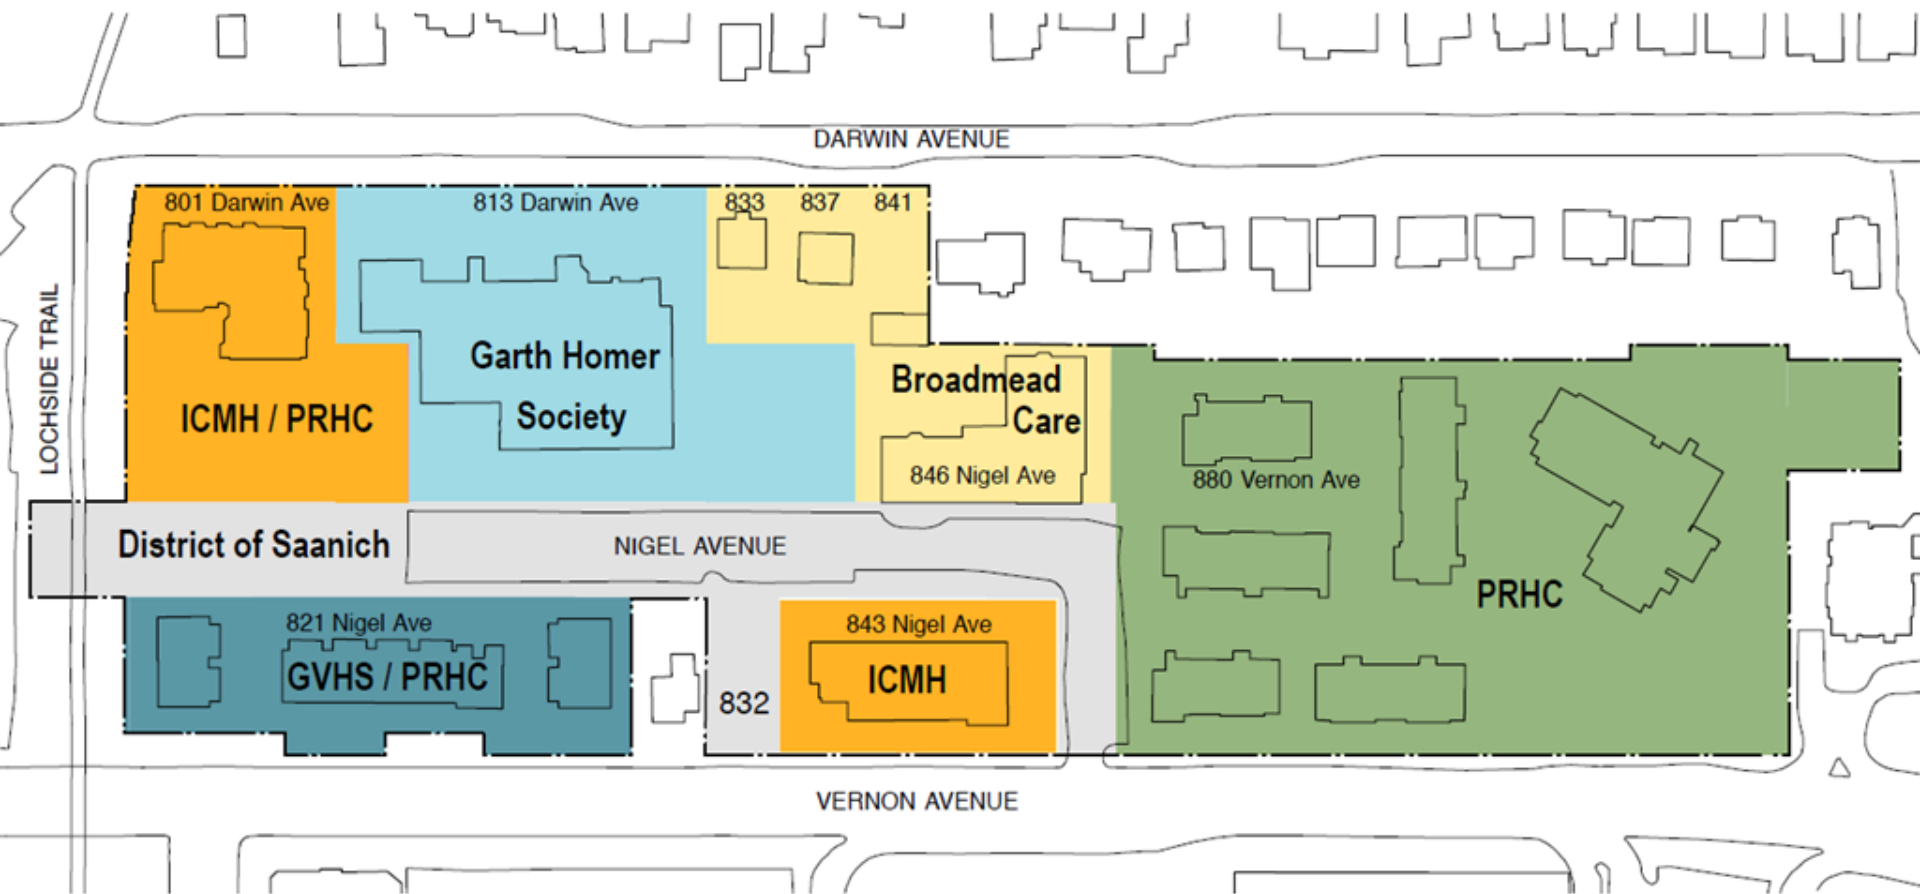 DARWIN AVENUE
801 Darwin Ave
813 Darwin Ave
833
837
841
LOCHSIDE TRAIL
ICMH / PRHC
Garth Homer
Society
Broadmead
Care
846 Nigel Ave
880 Vernon Ave
District of Saanich
NIGEL AVENUE
PRHC
821 Nigel Ave
GVHS / PRHC
832
843 Nigel Ave
ICMH
VERNON AVENUE